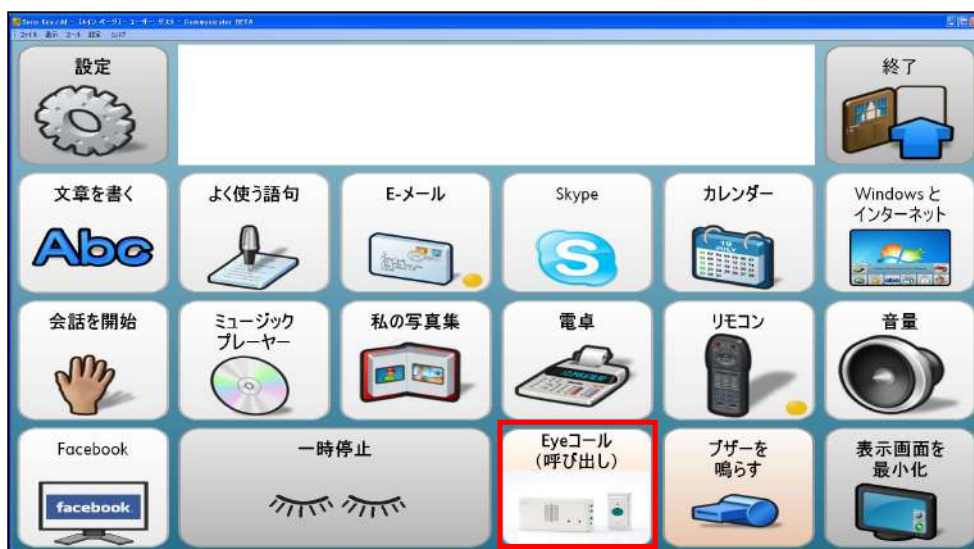 設定
終了
文章を書く
よく使う語句
E-メール
Skype
カレンダー
Windowsと
インターネット
Abc
S
19
JULY
会話を開始
ミュージック
プレーヤー
私の写真集
電卓
リモコン
音量
Facebook
一時停止
Eyeコール
(呼び出し)
ブザーを
鳴らす
表示画面を
最小化
facebook